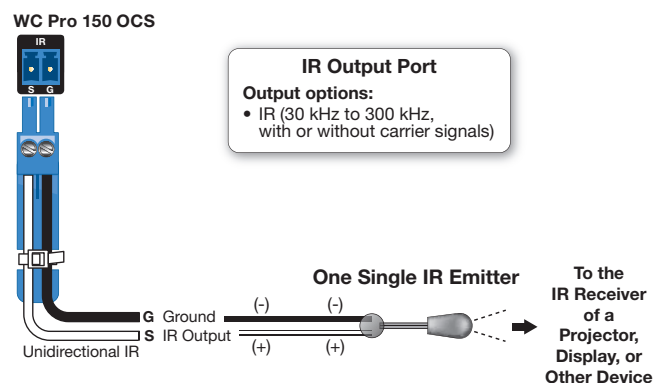 WC Pro 150 OCS
IR
S G
IR Output Port
Output options:
• IR (30 kHz to 300 kHz,
with or without carrier signals)
One Single IR Emitter
G Ground (-) (-)
S IR Output (+) (+)
Unidirectional IR
To the
IR Receiver
of a
Projector,
Display, or
Other Device